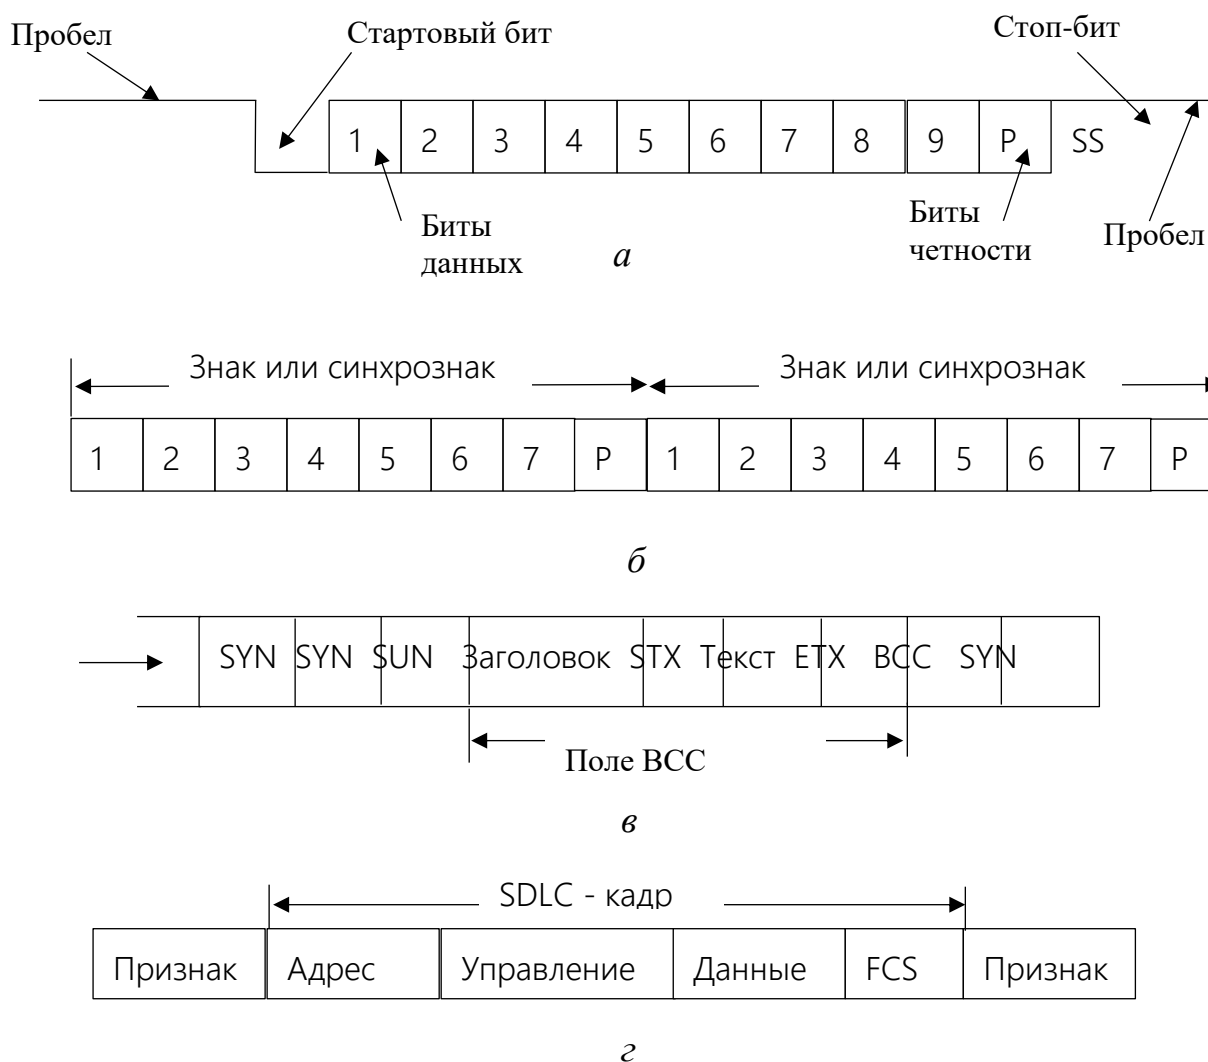 Пробел
Стартовый бит
Стоп-бит
1 2 3 4 5 6 7 8 9 P SS
Биты
данных
Биты
четности
Пробел
а
Знак или синхрознак Знак или синхрознак
1 2 3 4 5 6 7 P 1 2 3 4 5 6 7 P
б
SYN SYN SUN Заголовок STX Текст ETX BCC SYN
Поле ВСС
в
SDLC - кадр
Признак Адрес Управление Данные FCS Признак
г